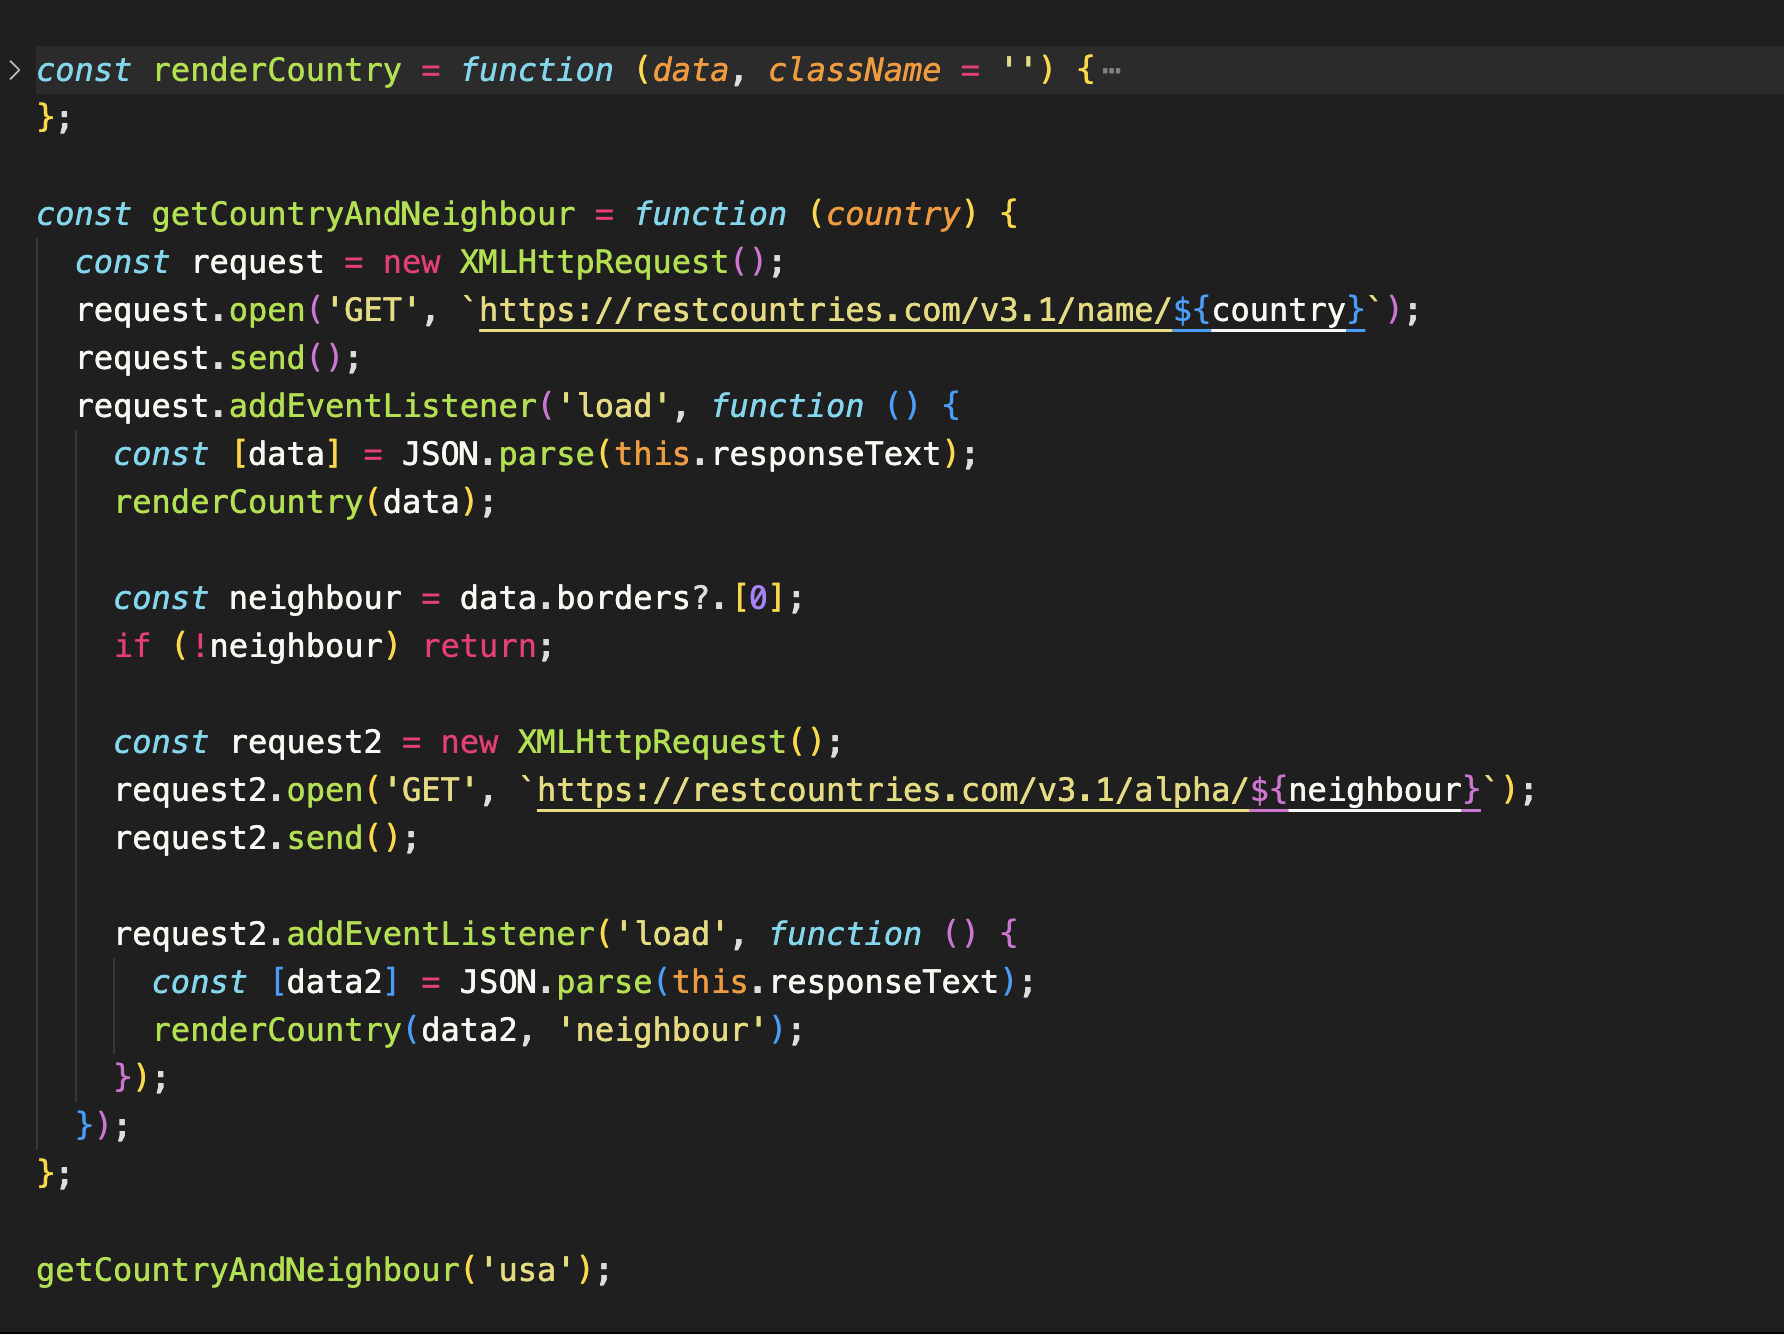 const renderCountry = function (data, className = '') {⋯
};
const getCountryAndNeighbour = function (country) {
  const request = new XMLHttpRequest();
  request.open('GET', `https://restcountries.com/v3.1/name/${country}`);
  request.send();
  request.addEventListener('load', function () {
    const [data] = JSON.parse(this.responseText);
    renderCountry(data);
    const neighbour = data.borders?.[0];
    if (!neighbour) return;
    const request2 = new XMLHttpRequest();
    request2.open('GET', `https://restcountries.com/v3.1/alpha/${neighbour}`);
    request2.send();
    request2.addEventListener('load', function () {
      const [data2] = JSON.parse(this.responseText);
      renderCountry(data2, 'neighbour');
    });
  });
};
getCountryAndNeighbour('usa');